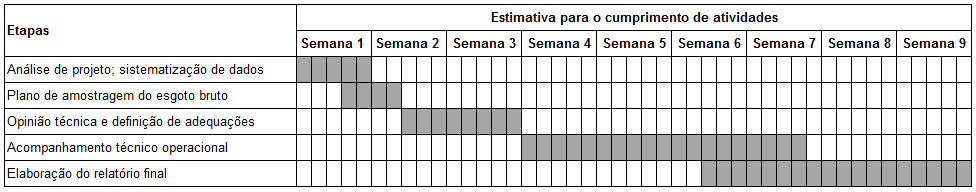 Etapas
Estimativa para o cumprimento de atividades
Semana 1 Semana 2 Semana 3 Semana 4 Semana 5 Semana 6 Semana 7 Semana 8 Semana 9
Análise de projeto; sistematização de dados
Plano de amostragem do esgoto bruto
Opinião técnica e definição de adequações
Acompanhamento técnico operacional
Elaboração do relatório final